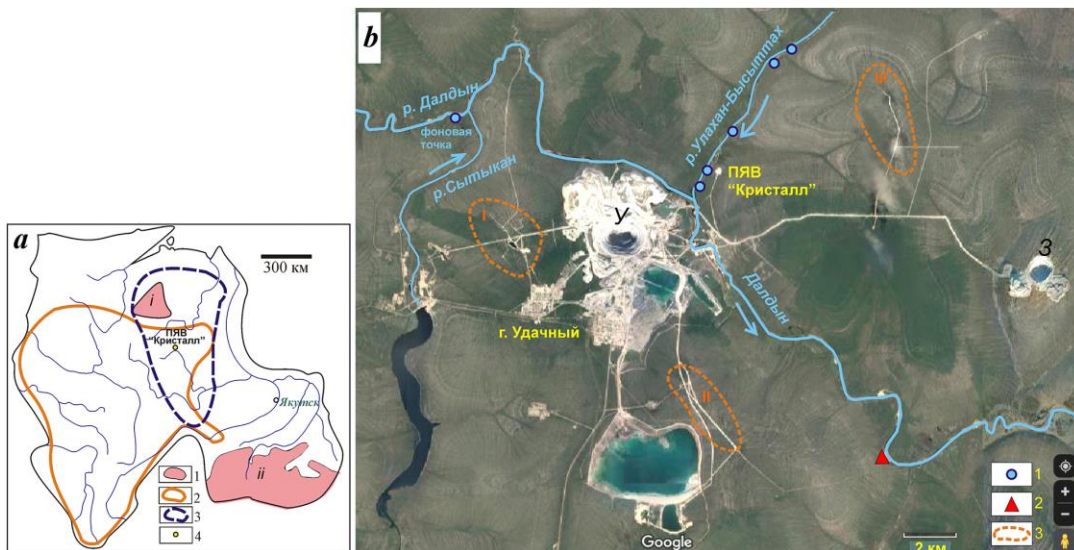 a
300 км
i
ПЯВ
“Кристалл”
Якутск
ii
1
2
3
4
b
р. Далдын
фоновая
точка
р.Сытыкан
р.Улахан-Бысыттах
ПЯВ
“Кристалл”
I
У
III
З
г. Удачный
Далдын
II
1
2
3
2 км
Google